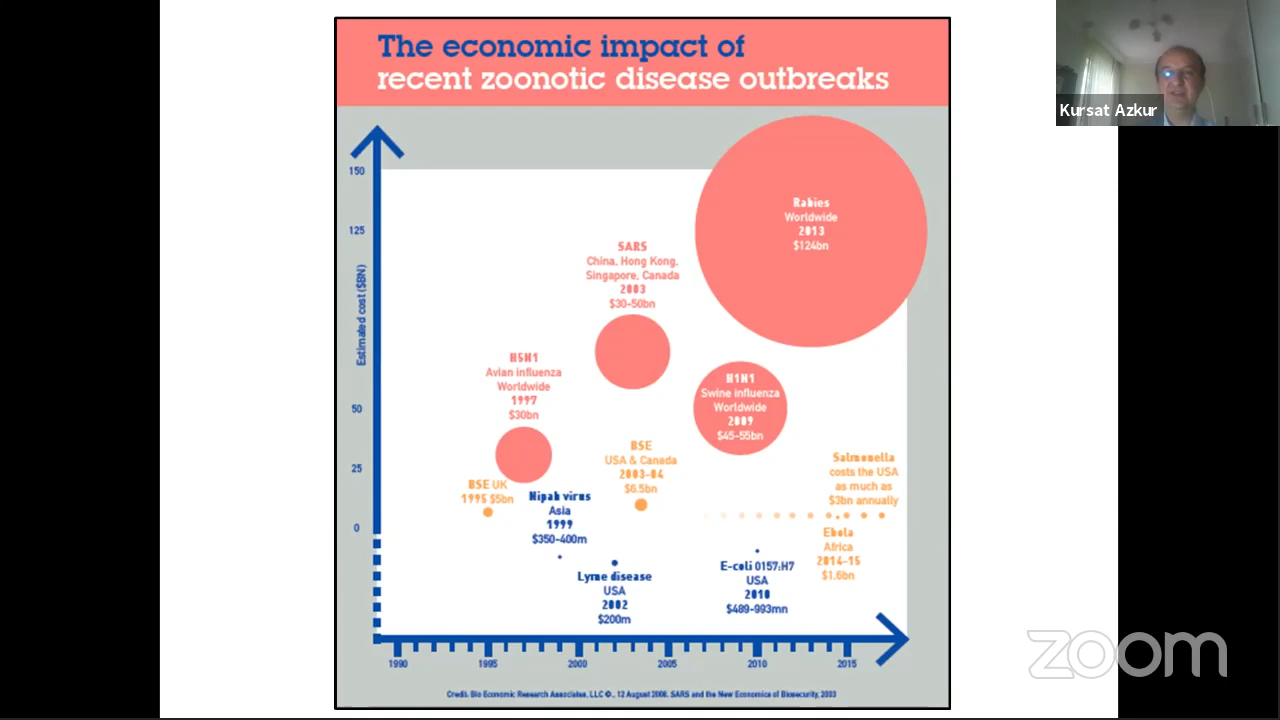 The economic impact of
recent zoonotic disease outbreaks
Kursat Azkur
150
125
50
25
0
Estimated cost ($BN)
Rabies
Worldwide
2013
$124bn
SARS
China, Hong Kong,
Singapore, Canada
2003
$30-50bn
H5N1
Avian influenza
Worldwide
1997
$30bn
H1N1
Swine influenza
Worldwide
2009
$45-55bn
BSE
USA & Canada
2003-04
$6.5bn
Salmonella
costs the USA
as much as
$3bn annually
BSE UK
1995 $5bn
Nipah virus
Asia
1999
$350-400m
Ebola
Africa
2014-15
$1.6bn
Lyme disease
USA
2002
$200m
E-coli 0157:H7
USA
2010
$489-993mn
1990
1995
2000
2005
2010
2015
Credit: Bio Economic Research Associates, LLC ©., 12 August 2008. SARS and the New Economics of Biosecurity, 2003
zoom